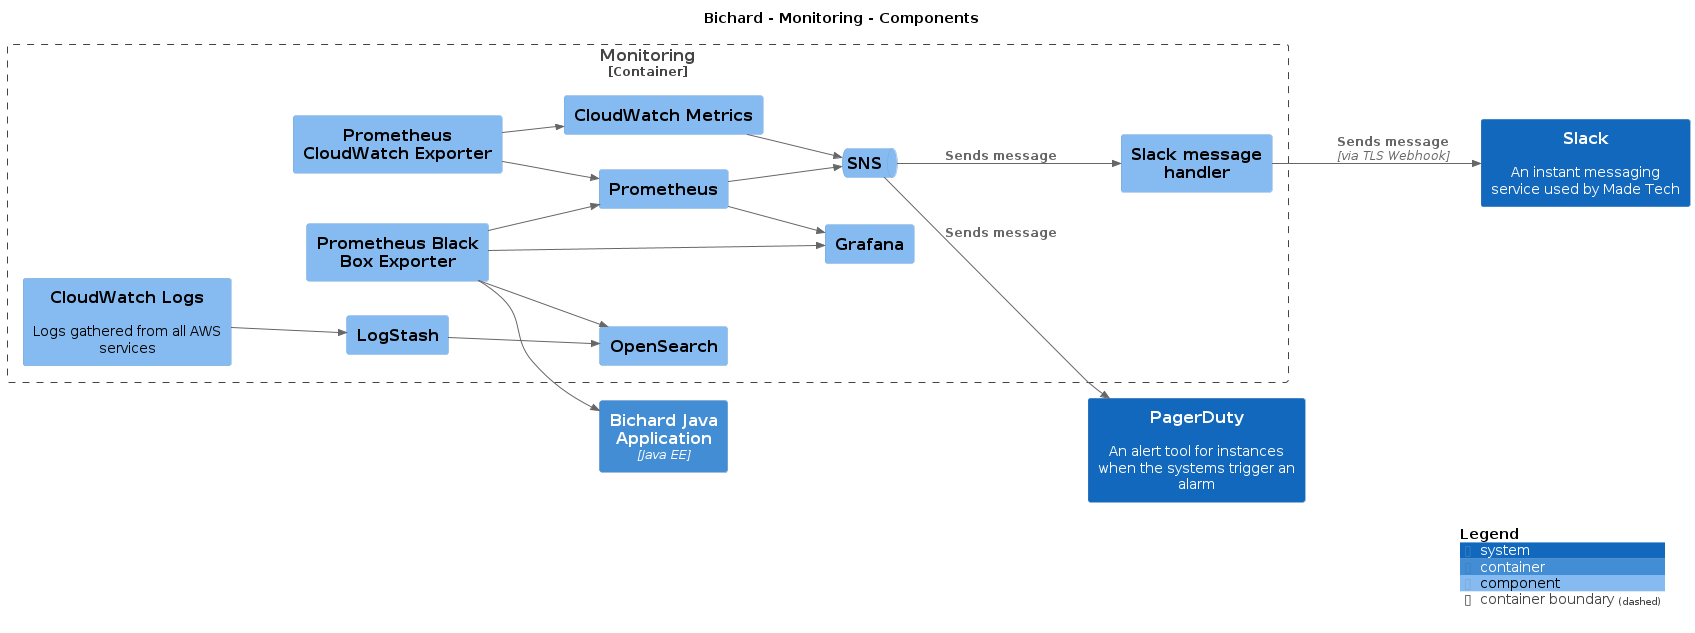 Bichard - Monitoring - Components
Monitoring
[Container]
CloudWatch Metrics
Prometheus
CloudWatch Exporter
SNS
Sends message
Slack message
handler
Sends message
[via TLS Webhook]
Slack
An instant messaging
service used by Made Tech
Prometheus
Prometheus Black
Box Exporter
Grafana
Sends message
CloudWatch Logs
Logs gathered from all AWS
services
LogStash
OpenSearch
Bichard Java
Application
[Java EE]
PagerDuty
An alert tool for instances
when the systems trigger an
alarm
Legend
system
container
component
container boundary (dashed)